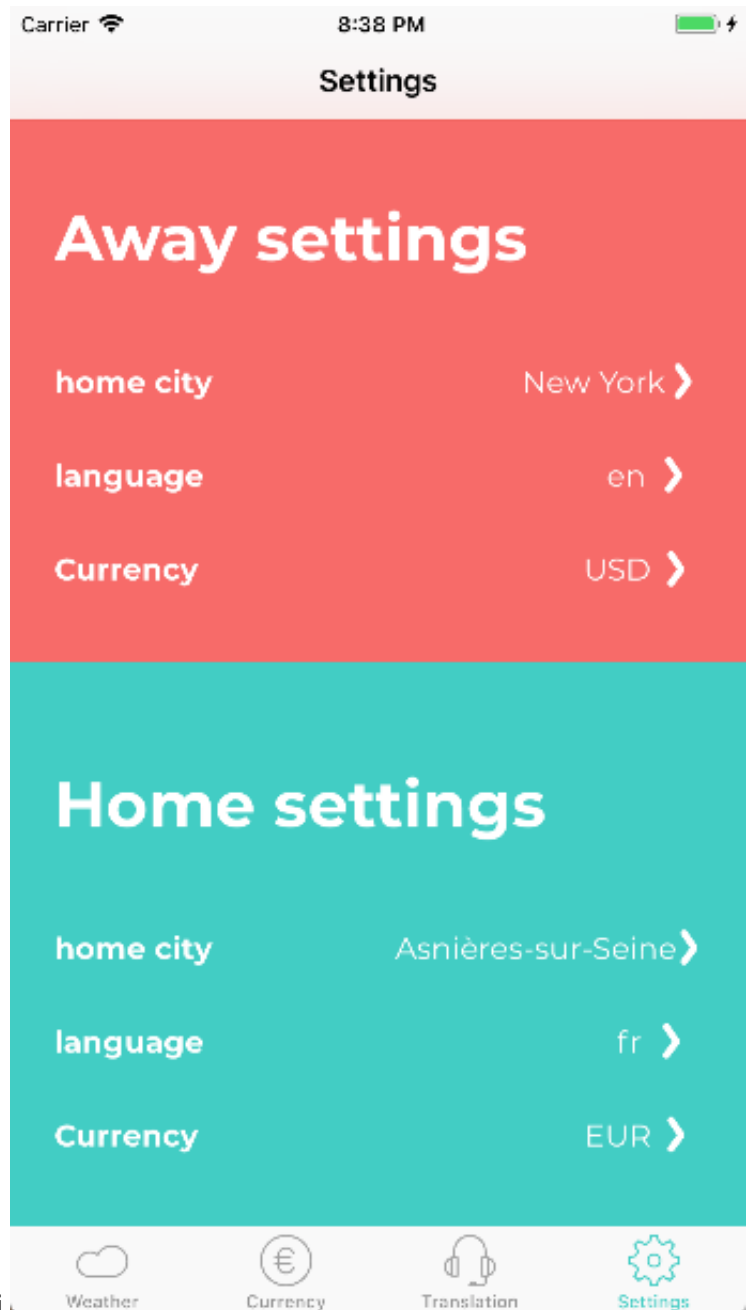 Carrier 8:38 PM
Settings
Away settings
home city New York
language en
Currency USD
Home settings
home city Asnières-sur-Seine
language fr
Currency EUR
Weather Currency Translation Settings